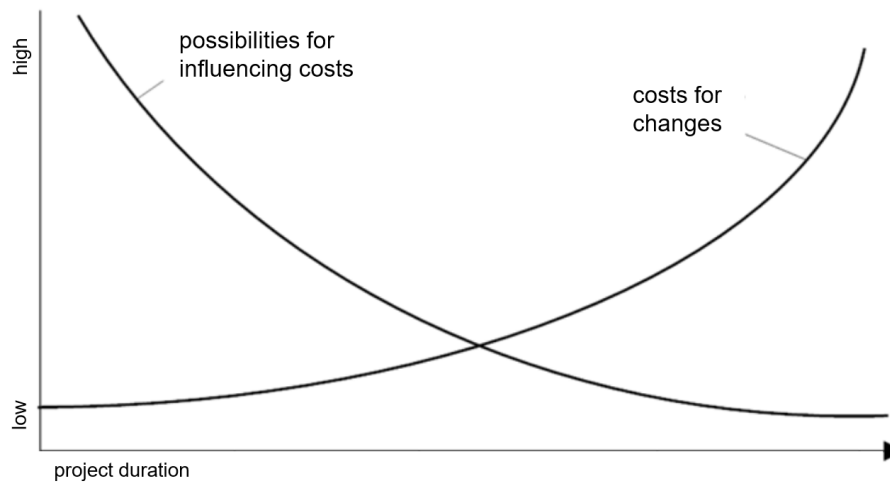 high
possibilities for
influencing costs
costs for
changes
low
project duration